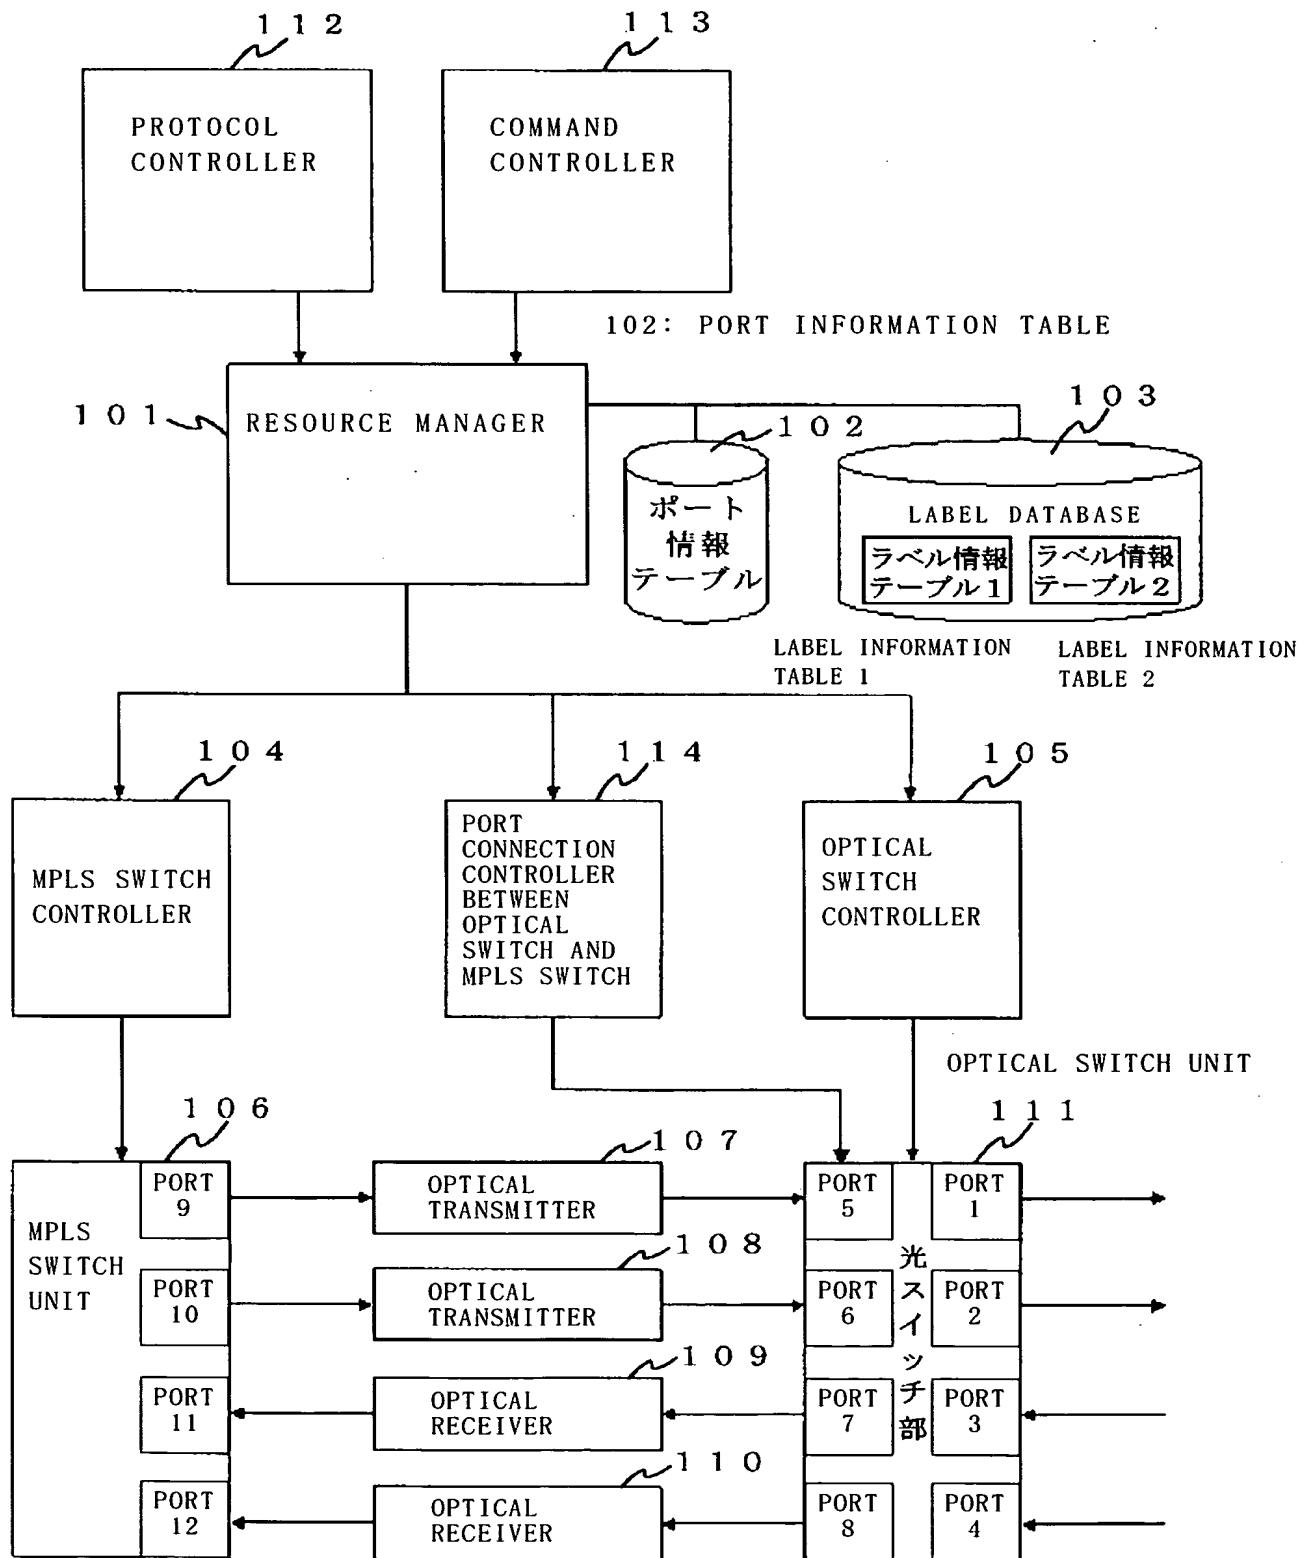 112
113
PROTOCOL
CONTROLLER
COMMAND
CONTROLLER
102: PORT INFORMATION TABLE
101
RESOURCE MANAGER
102
103
ポート
情報
テーブル
LABEL DATABASE
ラベル情報
テーブル1
ラベル情報
テーブル2
LABEL INFORMATION
TABLE 1
LABEL INFORMATION
TABLE 2
104
114
105
MPLS SWITCH
CONTROLLER
PORT
CONNECTION
CONTROLLER
BETWEEN
OPTICAL
SWITCH AND
MPLS SWITCH
OPTICAL
SWITCH
CONTROLLER
OPTICAL SWITCH UNIT
106
107
111
MPLS
SWITCH
UNIT
PORT
9
OPTICAL
TRANSMITTER
PORT
5
PORT
1
108
PORT
10
OPTICAL
TRANSMITTER
PORT
6
光スイッチ部
PORT
2
109
PORT
11
OPTICAL
RECEIVER
PORT
7
PORT
3
110
PORT
12
OPTICAL
RECEIVER
PORT
8
PORT
4